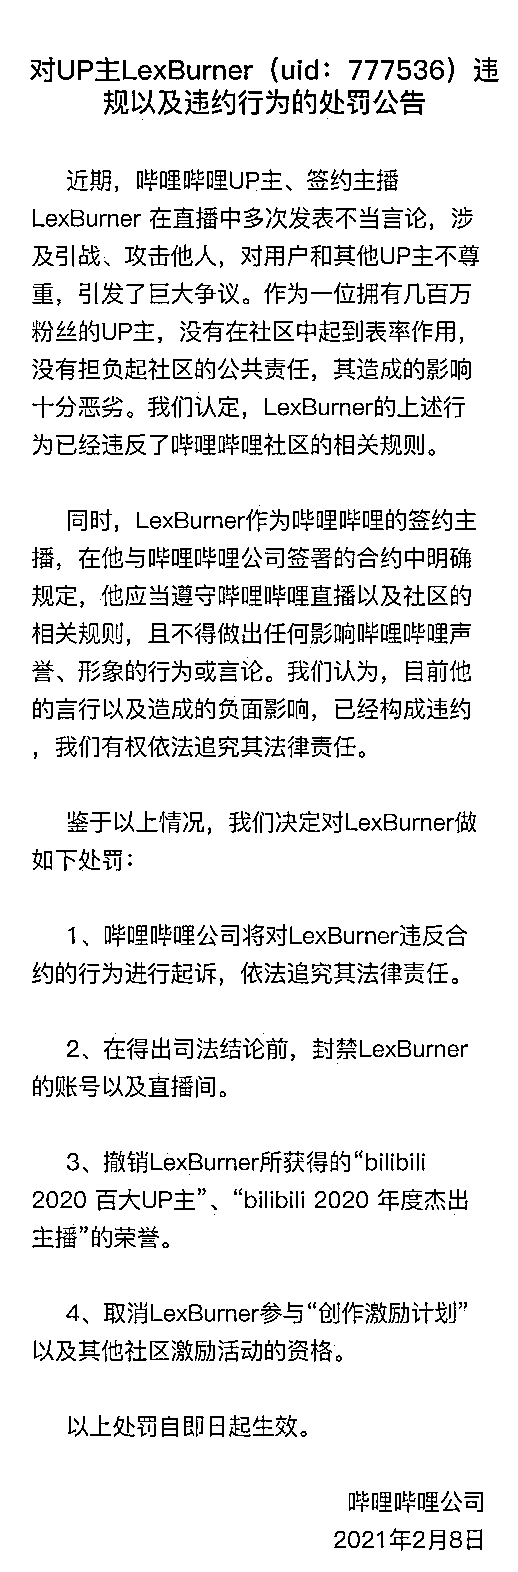 对UP主LexBurner（uid：777536）违
规以及违约行为的处罚公告
近期，哔哩哔哩UP主、签约主播
LexBurner 在直播中多次发表不当言论，涉
及引战、攻击他人，对用户和其他UP主不尊
重，引发了巨大争议。作为一位拥有几百万
粉丝的UP主，没有在社区中起到表率作用，
没有担负起社区的公共责任，其造成的影响
十分恶劣。我们认定，LexBurner的上述行
为已经违反了哔哩哔哩社区的相关规则。
同时，LexBurner作为哔哩哔哩的签约主
播，在他与哔哩哔哩公司签署的合约中明确
规定，他应当遵守哔哩哔哩直播以及社区的
相关规则，且不得做出任何影响哔哩哔哩声
誉、形象的行为或言论。我们认为，目前他
的言行以及造成的负面影响，已经构成违约
，我们有权依法追究其法律责任。
鉴于以上情况，我们决定对LexBurner做
如下处罚：
1、哔哩哔哩公司将对LexBurner违反合
约的行为进行起诉，依法追究其法律责任。
2、在得出司法结论前，封禁LexBurner
的账号以及直播间。
3、撤销LexBurner所获得的“bilibili
2020 百大UP主”、“bilibili 2020 年度杰出
主播”的荣誉。
4、取消LexBurner参与“创作激励计划”
以及其他社区激励活动的资格。
以上处罚自即日起生效。
哔哩哔哩公司
2021年2月8日